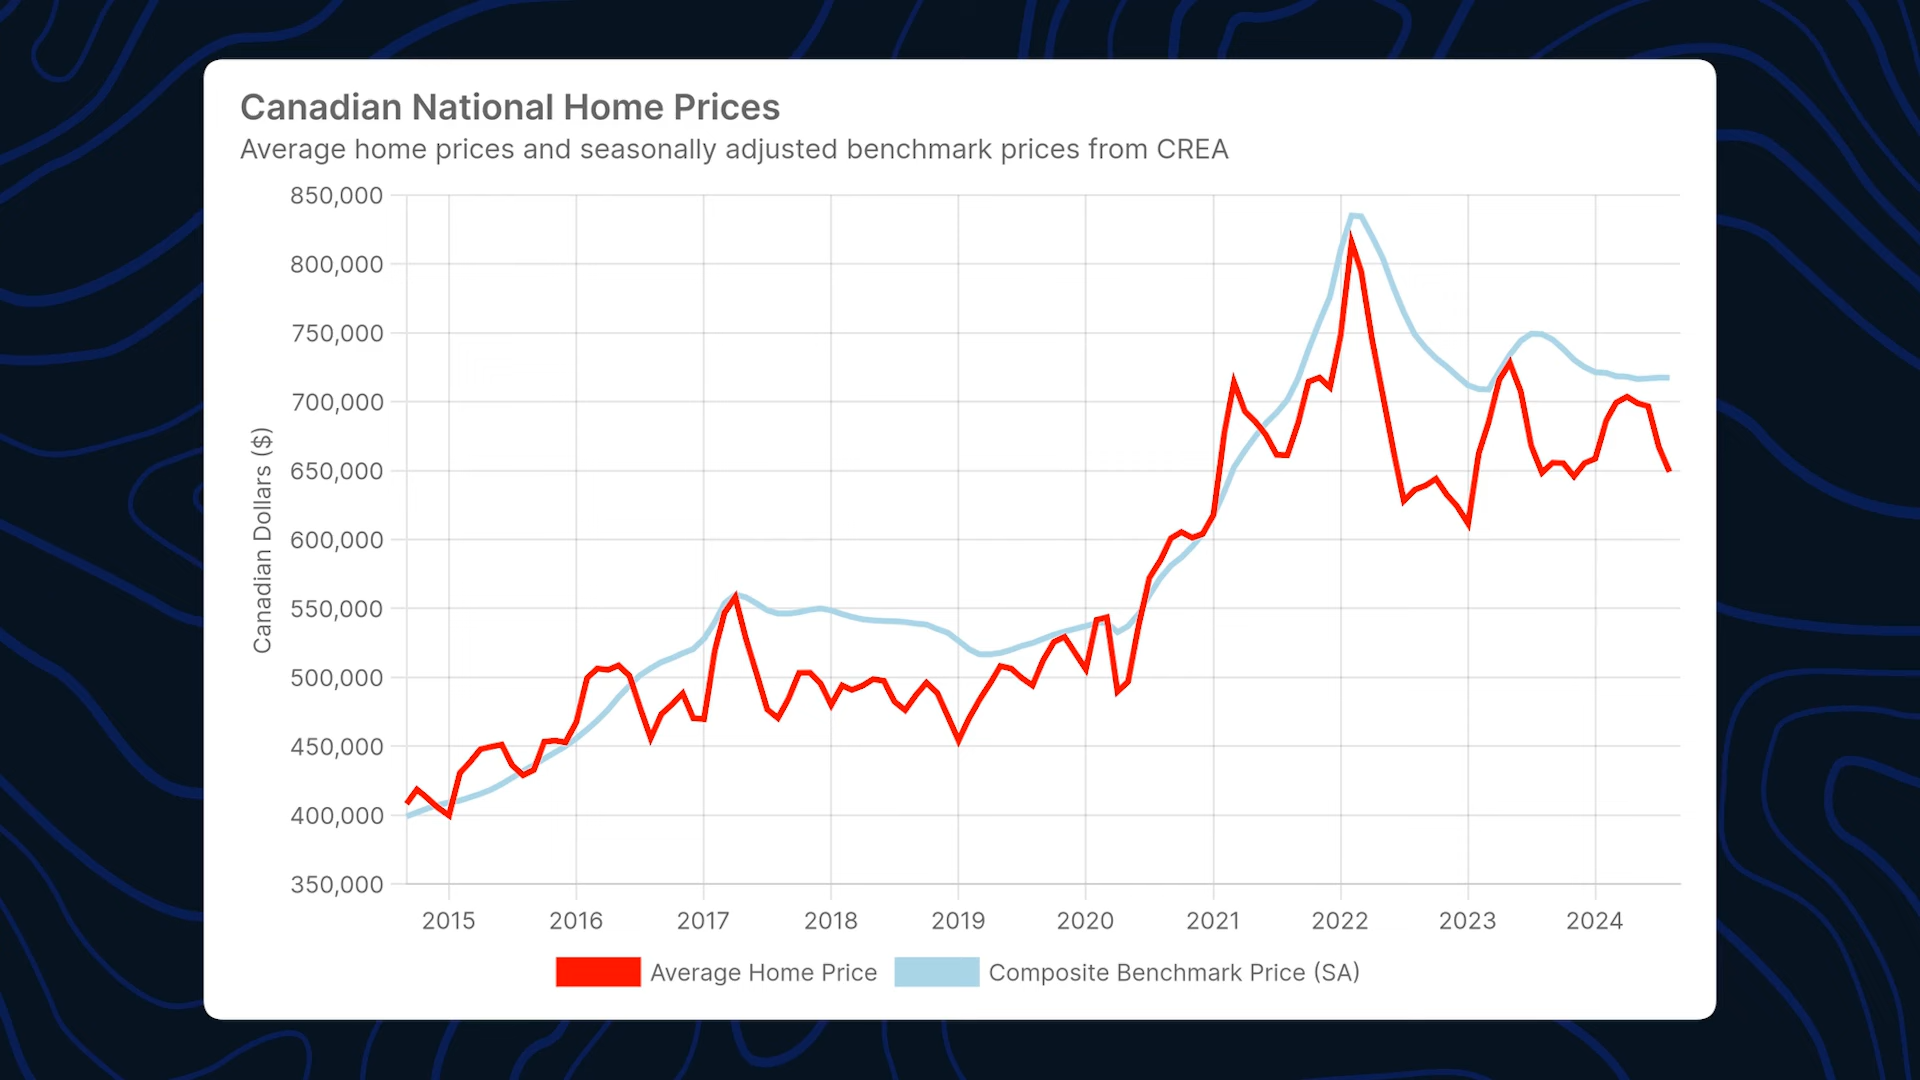 Canadian National Home Prices
Average home prices and seasonally adjusted benchmark prices from CREA
Canadian Dollars ($)
850,000
800,000
750,000
700,000
650,000
600,000
550,000
500,000
450,000
400,000
350,000
2015 2016 2017 2018 2019 2020 2021 2022 2023 2024
Average Home Price Composite Benchmark Price (SA)